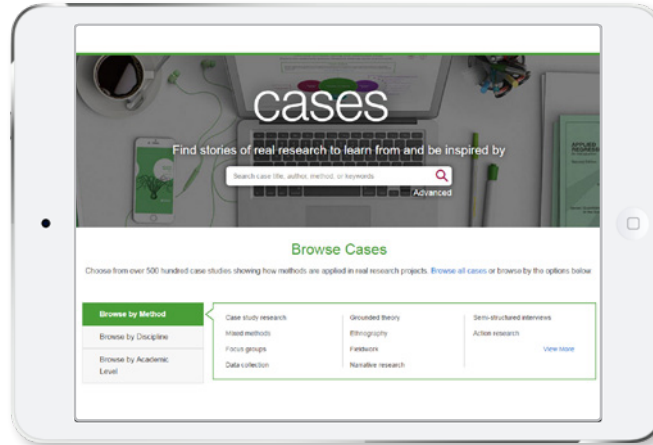 cases
Find stories of real research to learn from and be inspired by
Search case title, author, method, or keywords
Advanced
APPLIED
REGRESSION
Browse Cases
Choose from over 500 hundred case studies showing how methods are applied in real research projects. Browse all cases or browse by the options below
Browse by Method
Browse by Discipline
Browse by Academic
Level
Case study research
Mixed methods
Focus groups
Data collection
Grounded theory
Ethnography
Fieldwork
Narrative research
Semi-structured interviews
Action research
View More